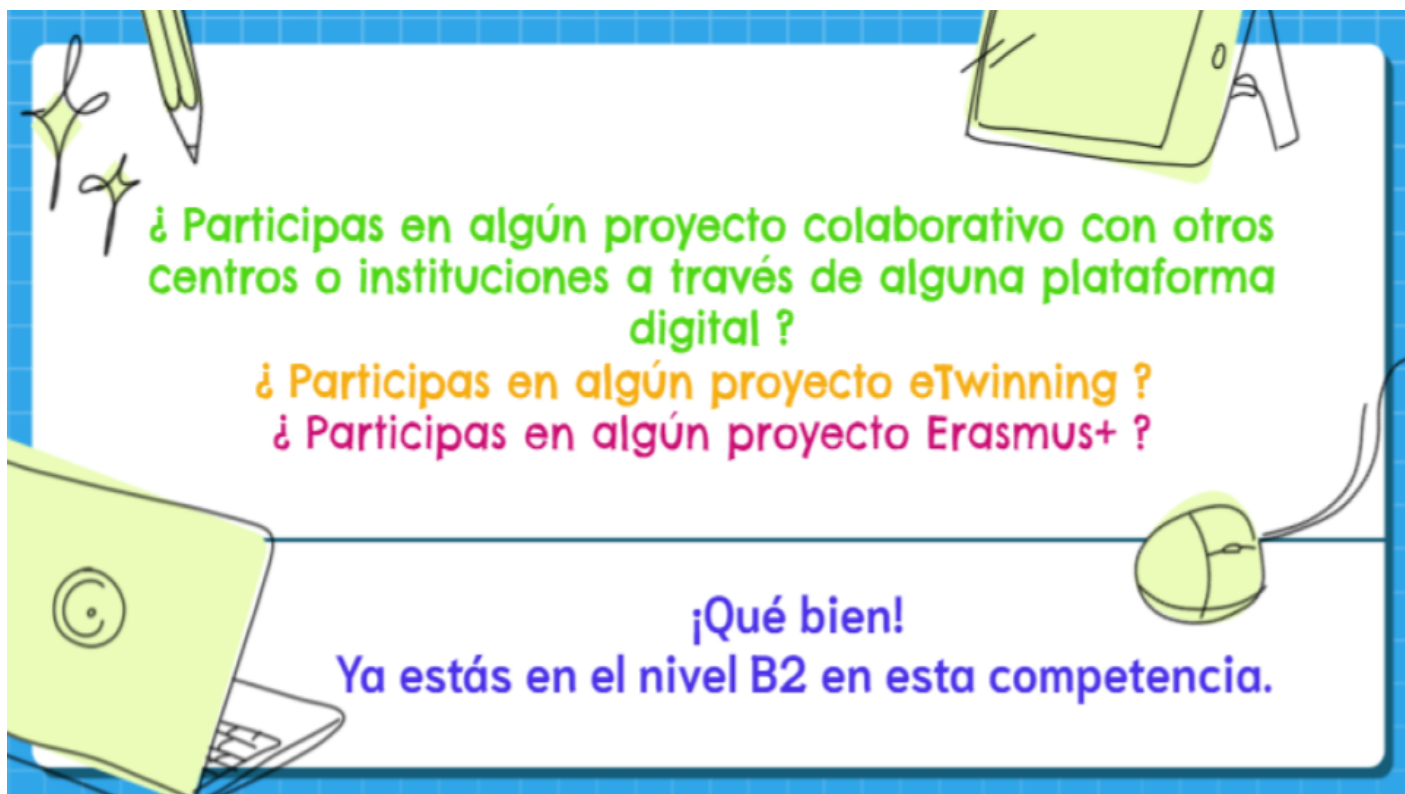 ¿ Participas en algún proyecto colaborativo con otros
centros o instituciones a través de alguna plataforma
digital ?
¿ Participas en algún proyecto eTwinning ?
¿ Participas en algún proyecto Erasmus+ ?
¡Qué bien!
Ya estás en el nivel B2 en esta competencia.